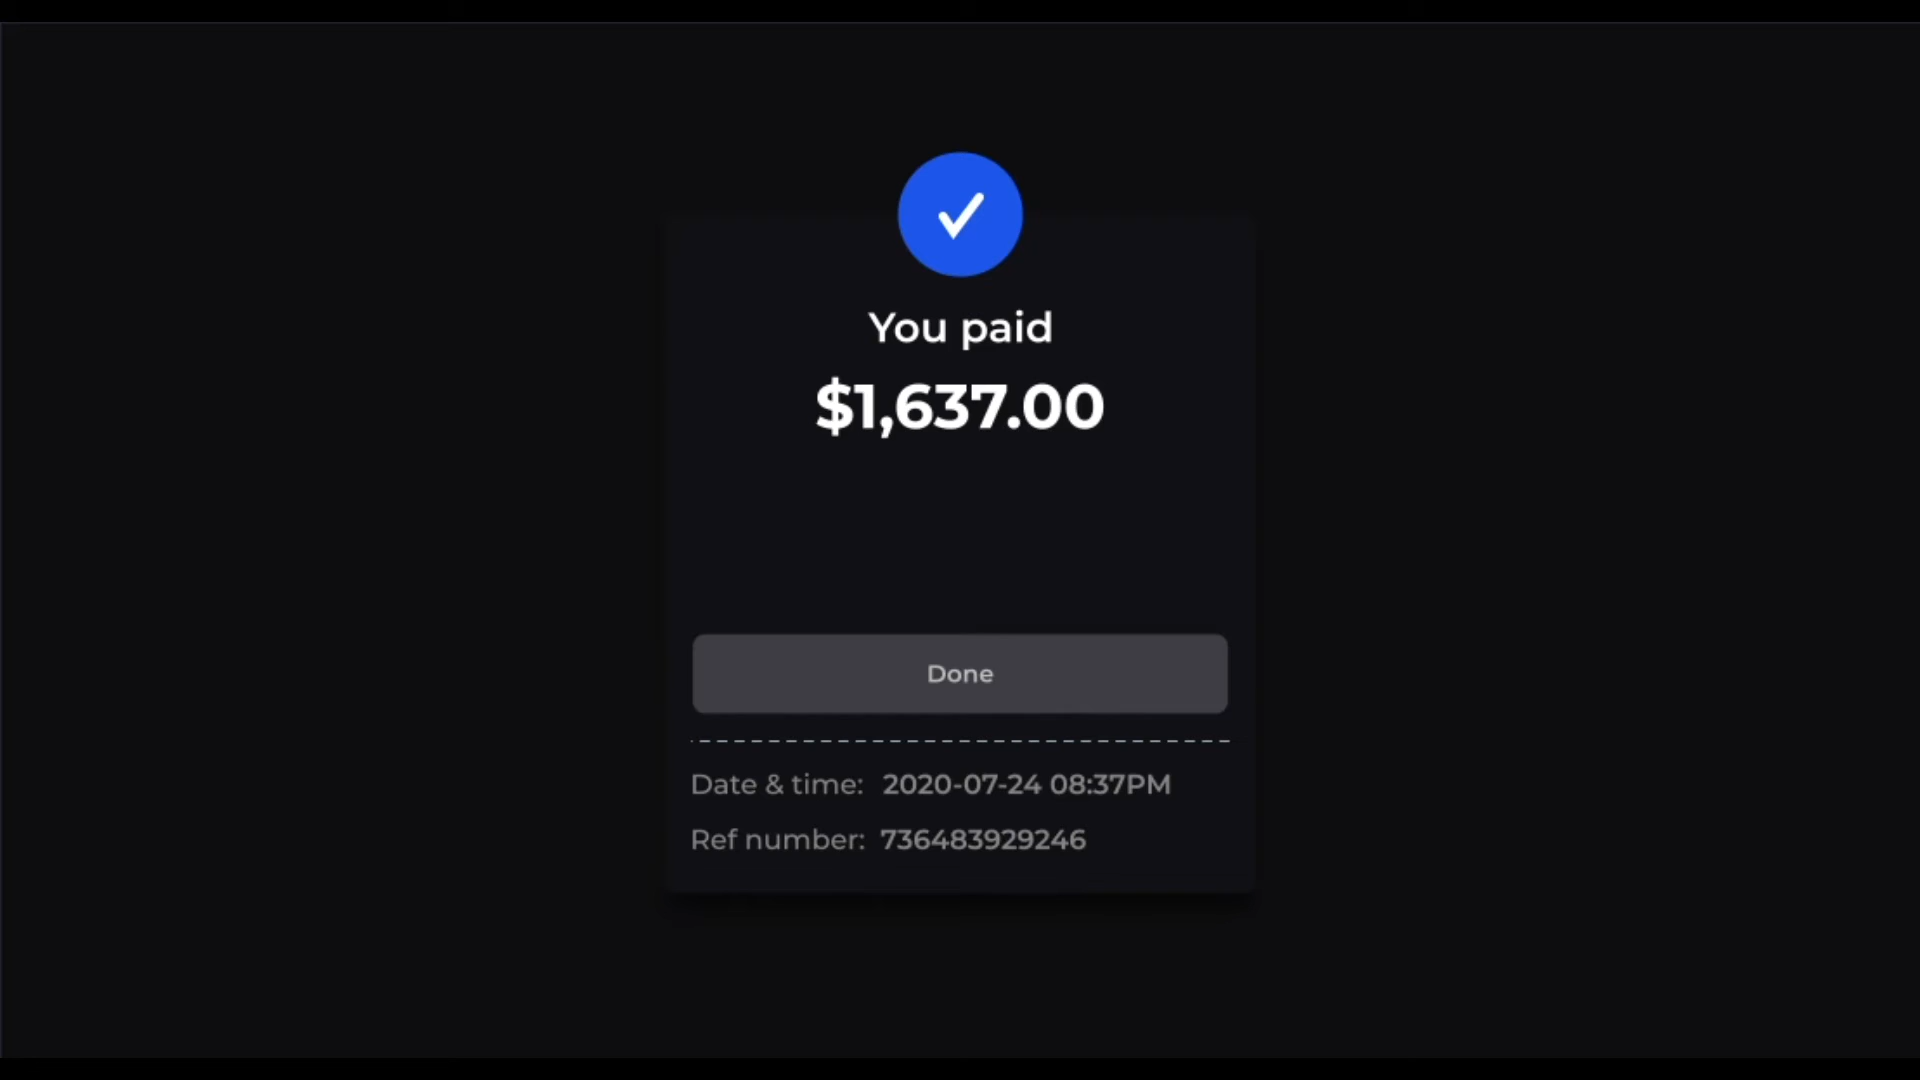 You paid
$1,637.00
Done
Date & time: 2020-07-24 08:37PM
Ref number: 736483929246